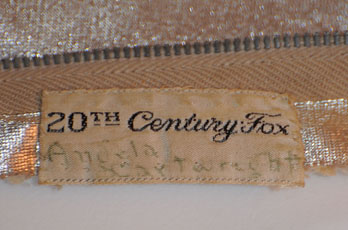 20TH Century-Fox
Angela
Cartwright